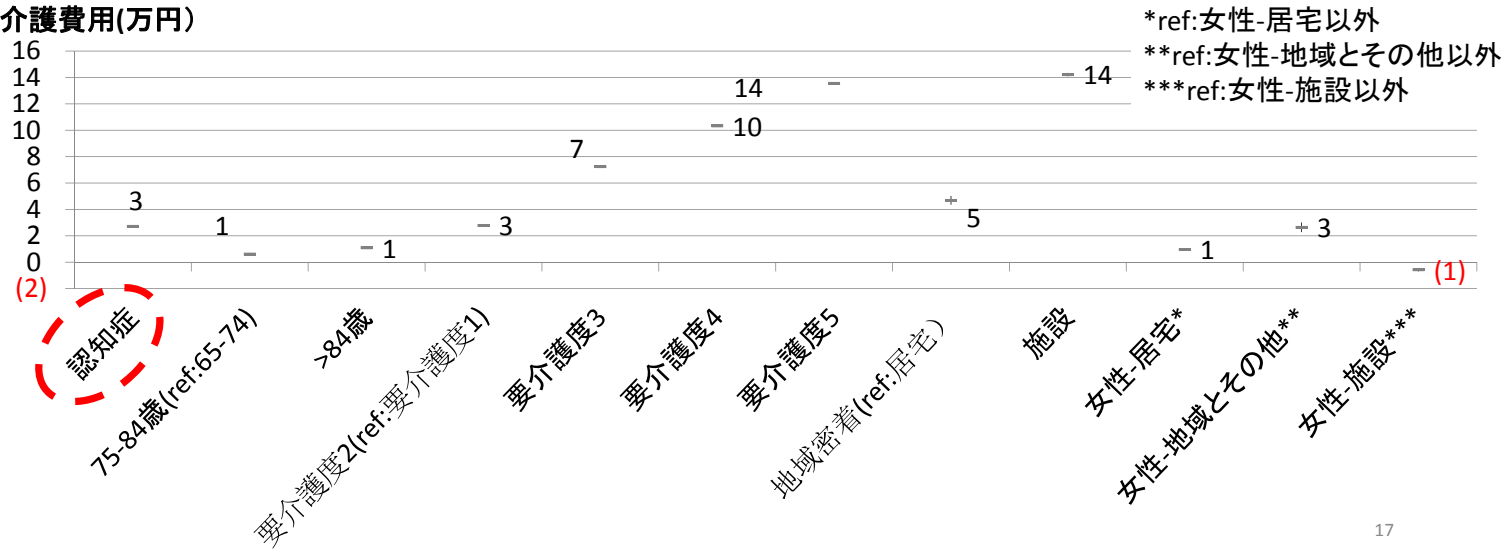 介護費用(万円)
*ref:女性-居宅以外
**ref:女性-地域とその他以外
***ref:女性-施設以外
16
14
12
10
8
6
4
2
0
(2)
3
1
1
3
7
10
14
5
14
1
3
(1)
認知症
75-84歳(ref:65-74)
>84歳
要介護度2(ref:要介護度1)
要介護度3
要介護度4
要介護度5
地域密着(ref:居宅)
施設
女性-居宅*
女性-地域とその他**
女性-施設***
17